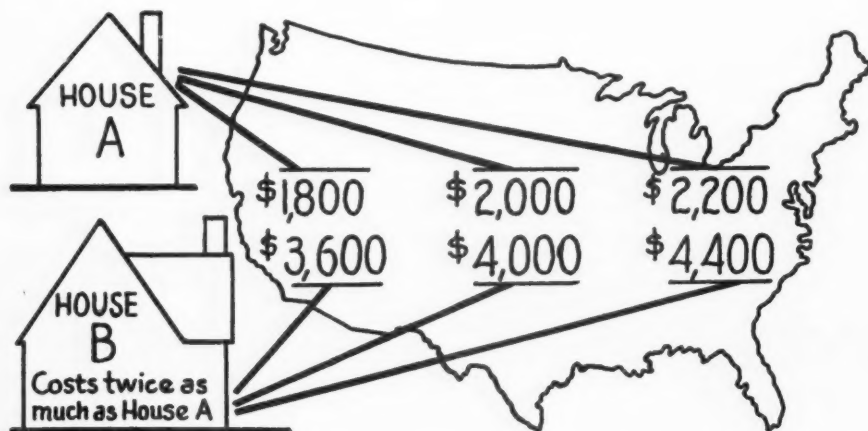 HOUSE
A
$1,800 $2,000 $2,200
$3,600 $4,000 $4,400
HOUSE
B
Costs twice as
much as House A